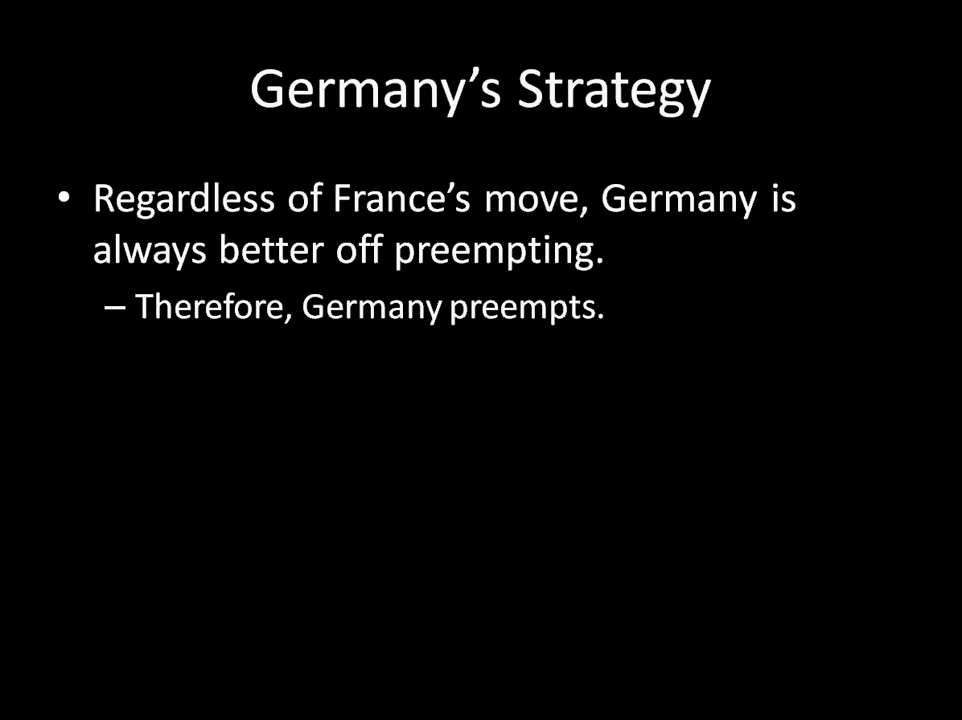 Germany’s Strategy
• Regardless of France’s move, Germany is
always better off preempting.
– Therefore, Germany preempts.